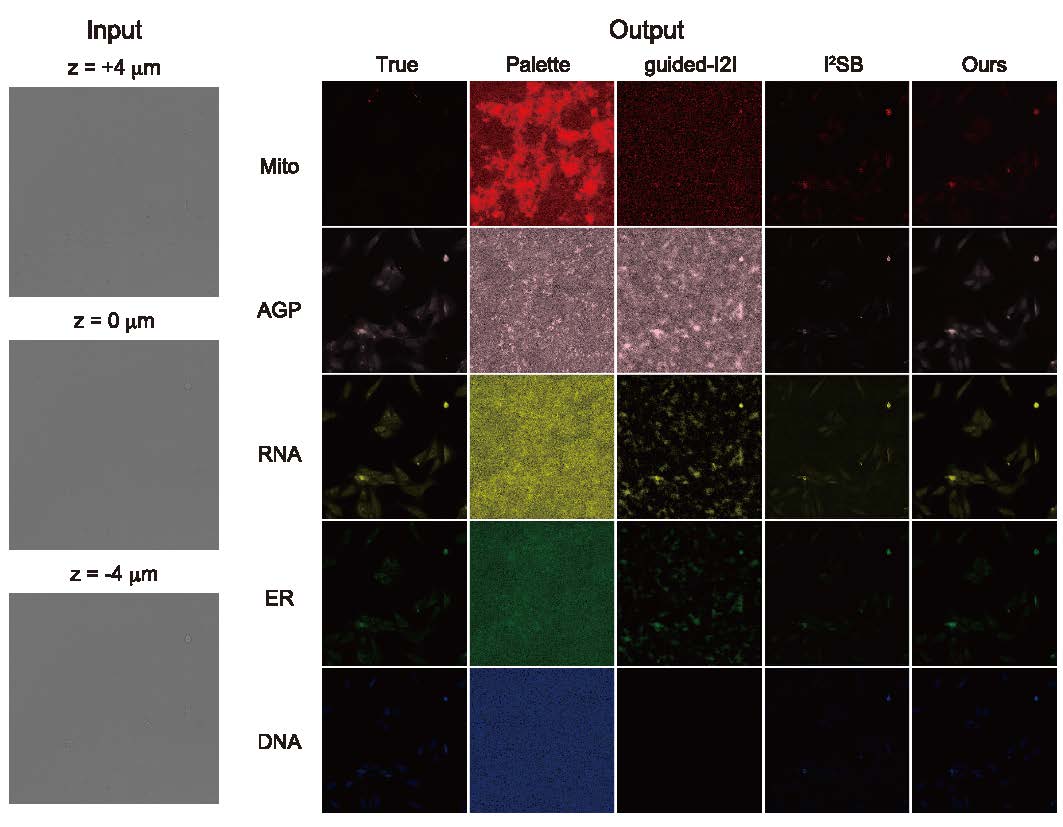 Input
z = +4 μm
z = 0 μm
z = -4 μm
Output
True Palette guided-I2I I²SB Ours
Mito
AGP
RNA
ER
DNA